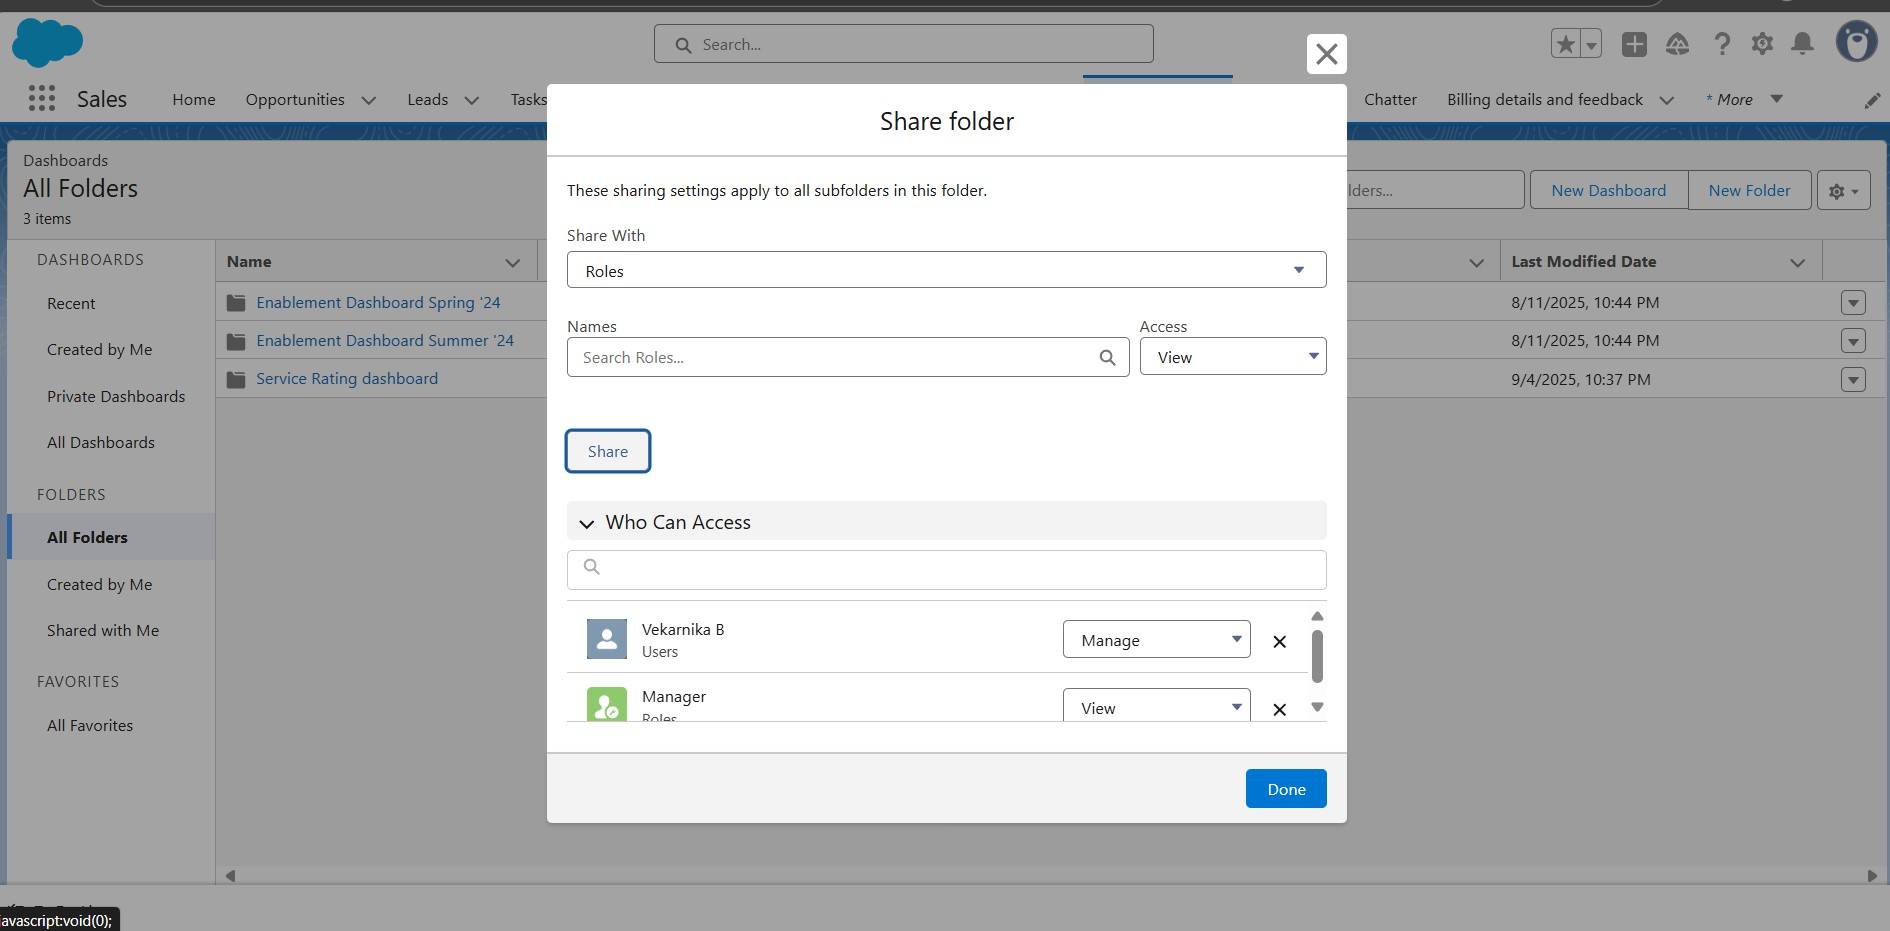 Search...
Sales
Home
Opportunities
Leads
Tasks
Chatter
Billing details and feedback
* More
Dashboards
All Folders
3 items
lders...
New Dashboard
New Folder
DASHBOARDS
Recent
Created by Me
Private Dashboards
All Dashboards
FOLDERS
All Folders
Created by Me
Shared with Me
FAVORITES
All Favorites
Name
Last Modified Date
Enablement Dashboard Spring '24
8/11/2025, 10:44 PM
Enablement Dashboard Summer '24
8/11/2025, 10:44 PM
Service Rating dashboard
9/4/2025, 10:37 PM
Share folder
These sharing settings apply to all subfolders in this folder.
Share With
Roles
Names
Access
Search Roles...
View
Share
Who Can Access
Vekarnika B
Users
Manage
Manager
Roles
View
Done
avascript:void(0);